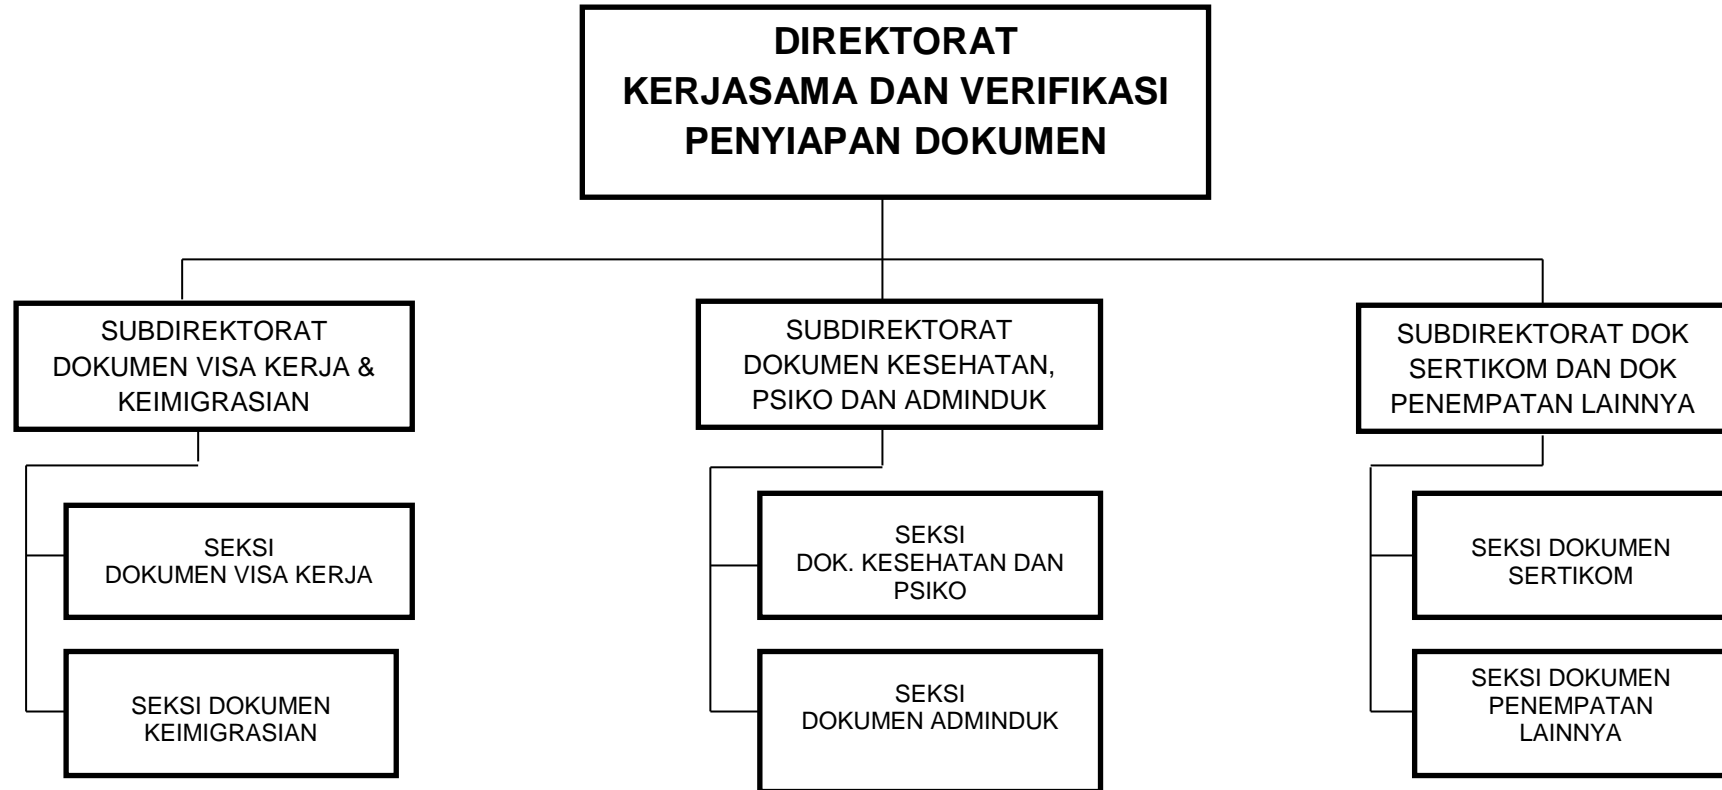 DIREKTORAT
KERJASAMA DAN VERIFIKASI
PENYIAPAN DOKUMEN
SUBDIREKTORAT
DOKUMEN VISA KERJA &
KEIMIGRASIAN
SUBDIREKTORAT
DOKUMEN KESEHATAN,
PSIKO DAN ADMINDUK
SUBDIREKTORAT DOK
SERTIKOM DAN DOK
PENEMPATAN LAINNYA
SEKSI
DOKUMEN VISA KERJA
SEKSI
DOK. KESEHATAN DAN
PSIKO
SEKSI DOKUMEN
SERTIKOM
SEKSI DOKUMEN
KEIMIGRASIAN
SEKSI
DOKUMEN ADMINDUK
SEKSI DOKUMEN
PENEMPATAN
LAINNYA